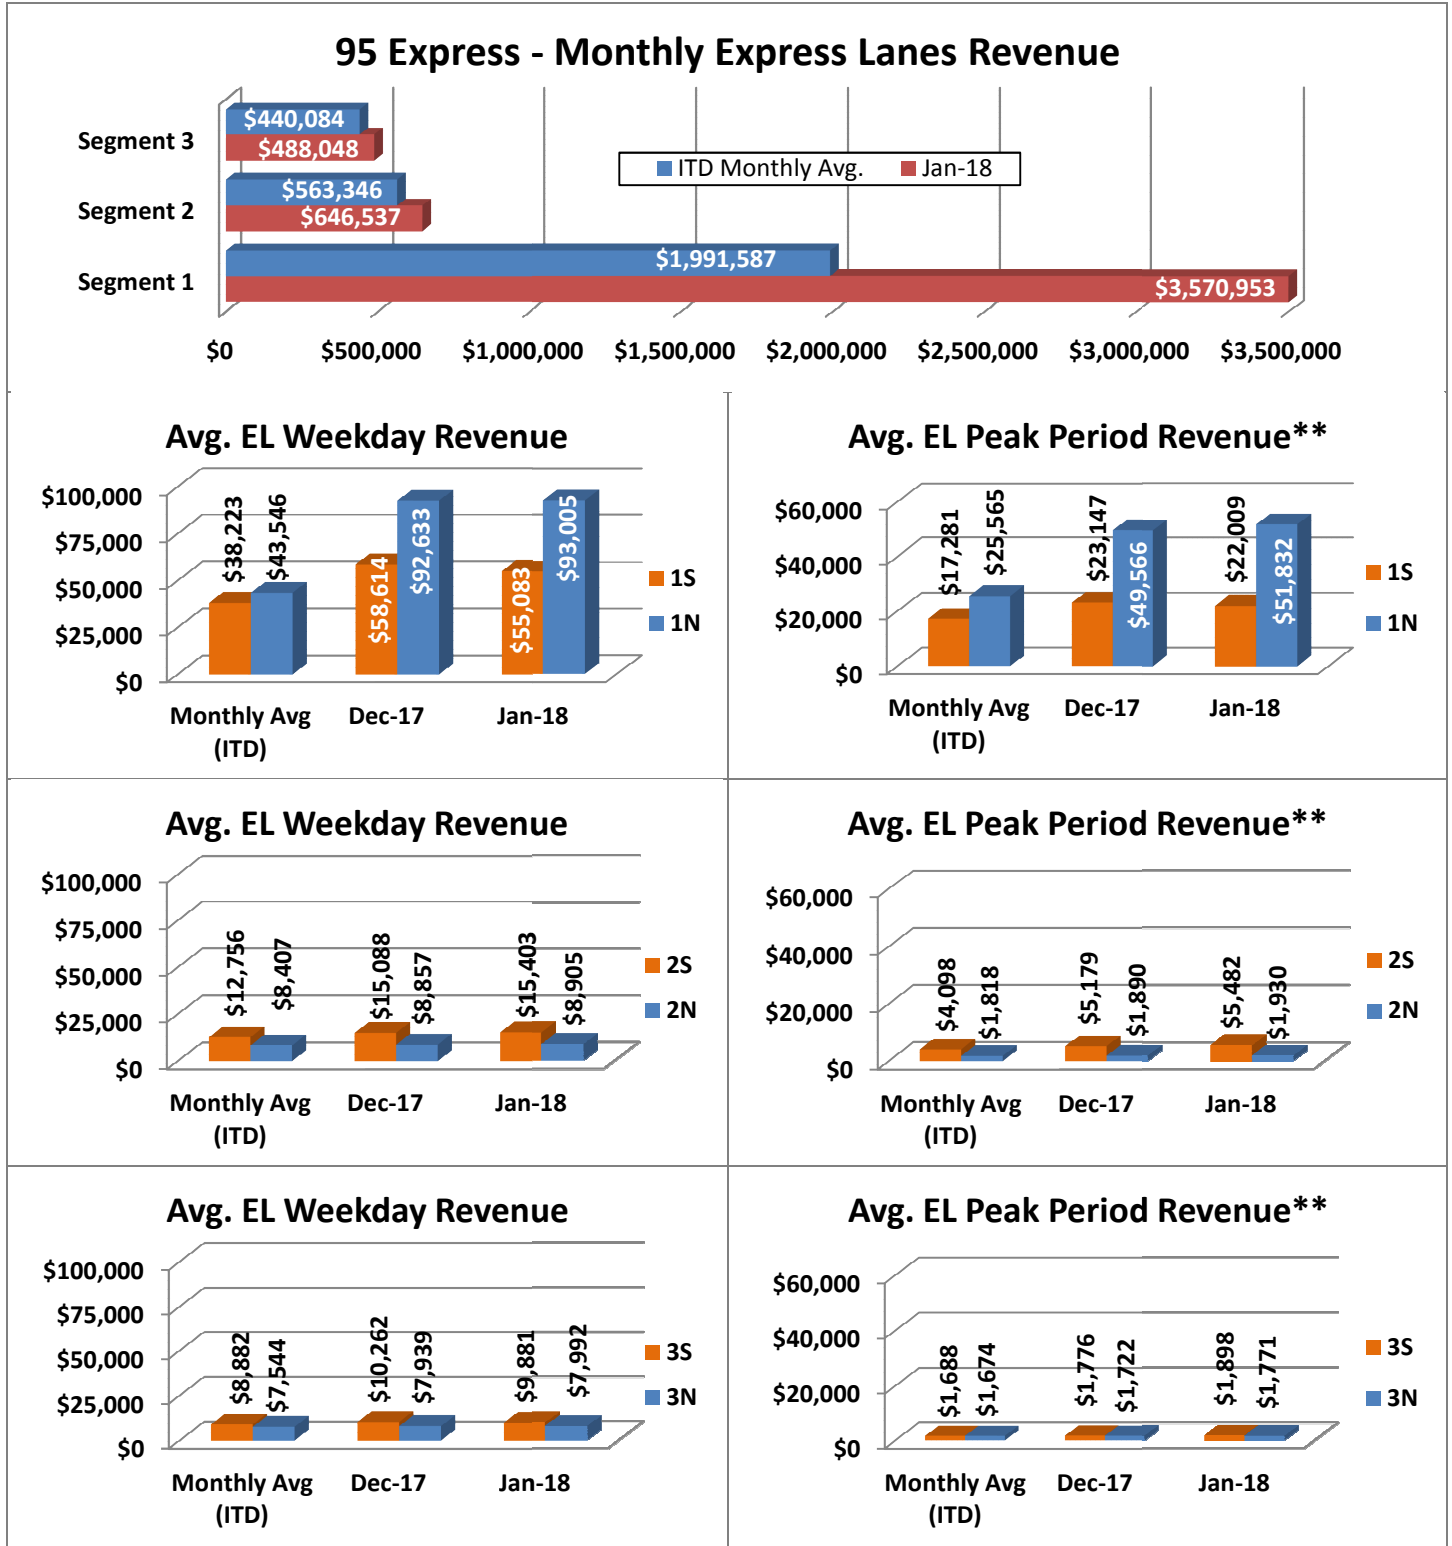 95 Express - Monthly Express Lanes Revenue
Segment 3
$440,084
$488,048
Segment 2
$563,346
$646,537
Segment 1
$1,991,587
$3,570,953
ITD Monthly Avg. Jan-18
$0 $500,000 $1,000,000 $1,500,000 $2,000,000 $2,500,000 $3,000,000 $3,500,000
Avg. EL Weekday Revenue
$100,000
$75,000
$50,000
$25,000
$0
$38,223
$43,546
$58,614
$92,633
$55,083
$93,005
1S
1N
Monthly Avg Dec-17 Jan-18
(ITD)
Avg. EL Peak Period Revenue**
$60,000
$40,000
$20,000
$0
$17,281
$25,565
$23,147
$49,566
$22,009
$51,832
1S
1N
Monthly Avg Dec-17 Jan-18
(ITD)
Avg. EL Weekday Revenue
$100,000
$75,000
$50,000
$25,000
$0
$12,756
$8,407
$15,088
$8,857
$15,403
$8,905
2S
2N
Monthly Avg Dec-17 Jan-18
(ITD)
Avg. EL Peak Period Revenue**
$60,000
$40,000
$20,000
$0
$4,098
$1,818
$5,179
$1,890
$5,482
$1,930
2S
2N
Monthly Avg Dec-17 Jan-18
(ITD)
Avg. EL Weekday Revenue
$100,000
$75,000
$50,000
$25,000
$0
$8,882
$7,544
$10,262
$7,939
$9,881
$7,992
3S
3N
Monthly Avg Dec-17 Jan-18
(ITD)
Avg. EL Peak Period Revenue**
$60,000
$40,000
$20,000
$0
$1,688
$1,674
$1,776
$1,722
$1,898
$1,771
3S
3N
Monthly Avg Dec-17 Jan-18
(ITD)